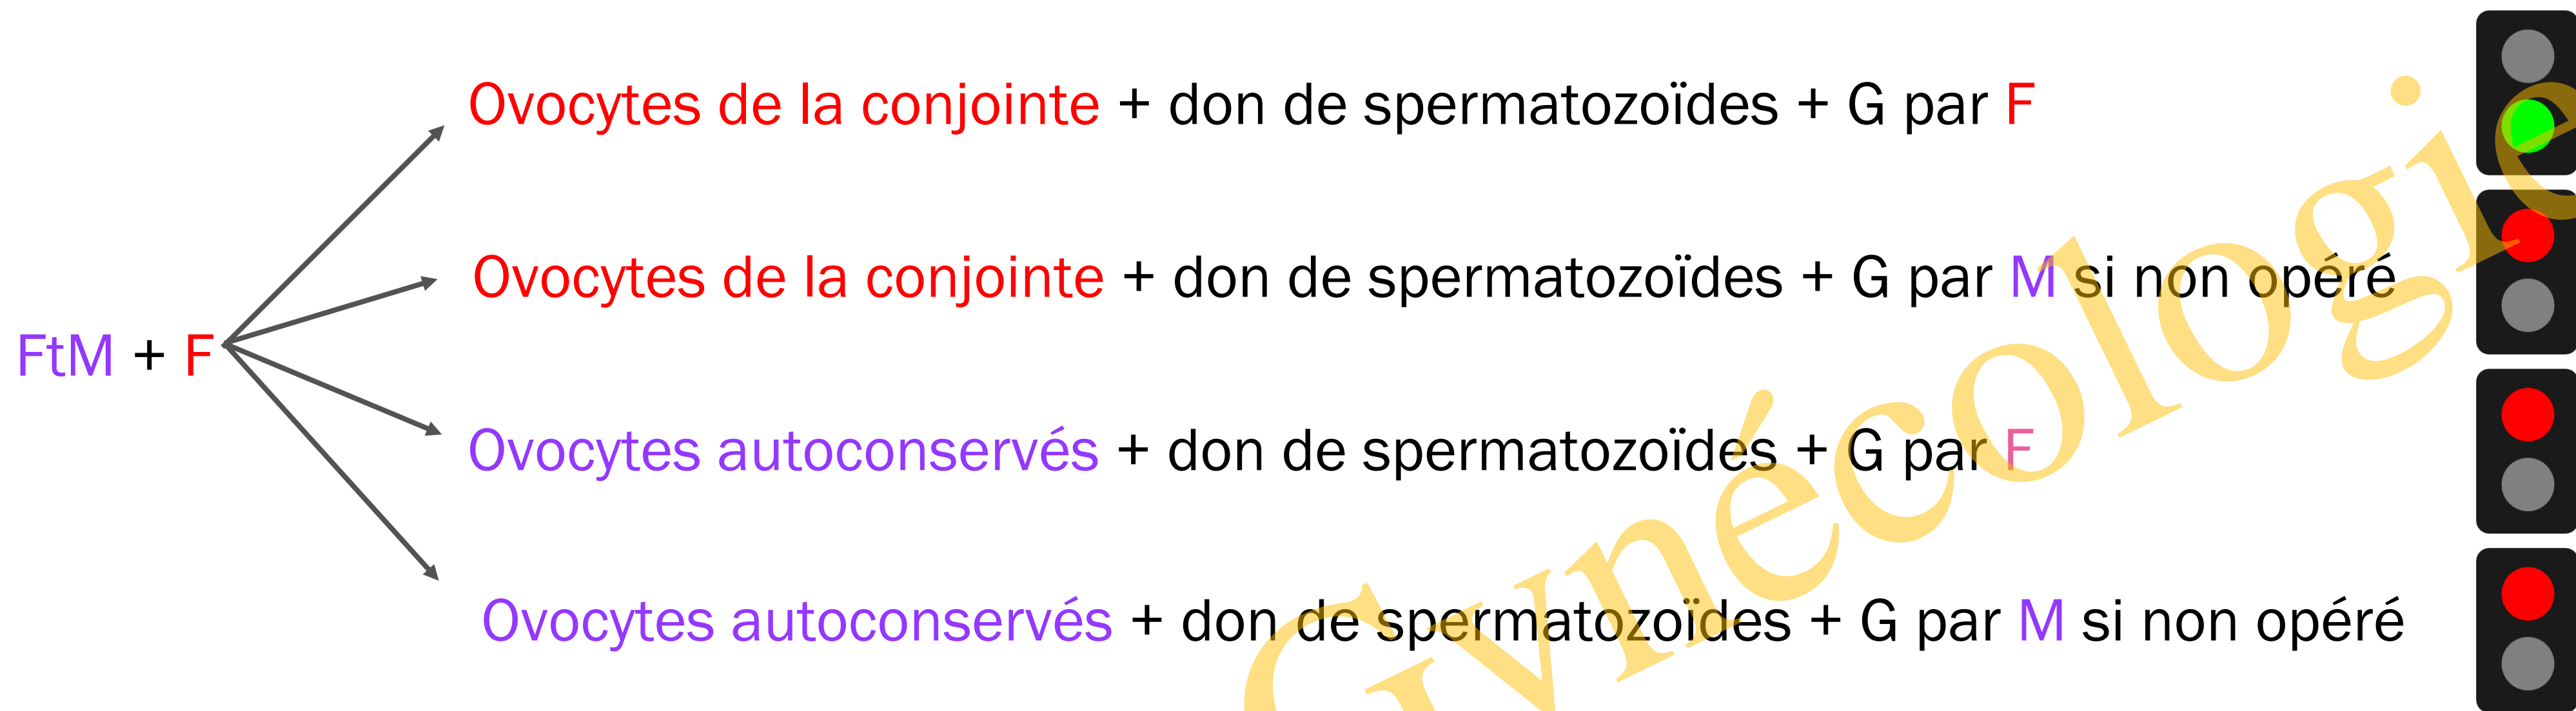 Ovocytes de la conjointe + don de spermatozoïdes + G par F
Ovocytes de la conjointe + don de spermatozoïdes + G par M si non opéré
FtM + F
Ovocytes autoconservés + don de spermatozoïdes + G par F
Ovocytes autoconservés + don de spermatozoïdes + G par M si non opéré
Gynécologie